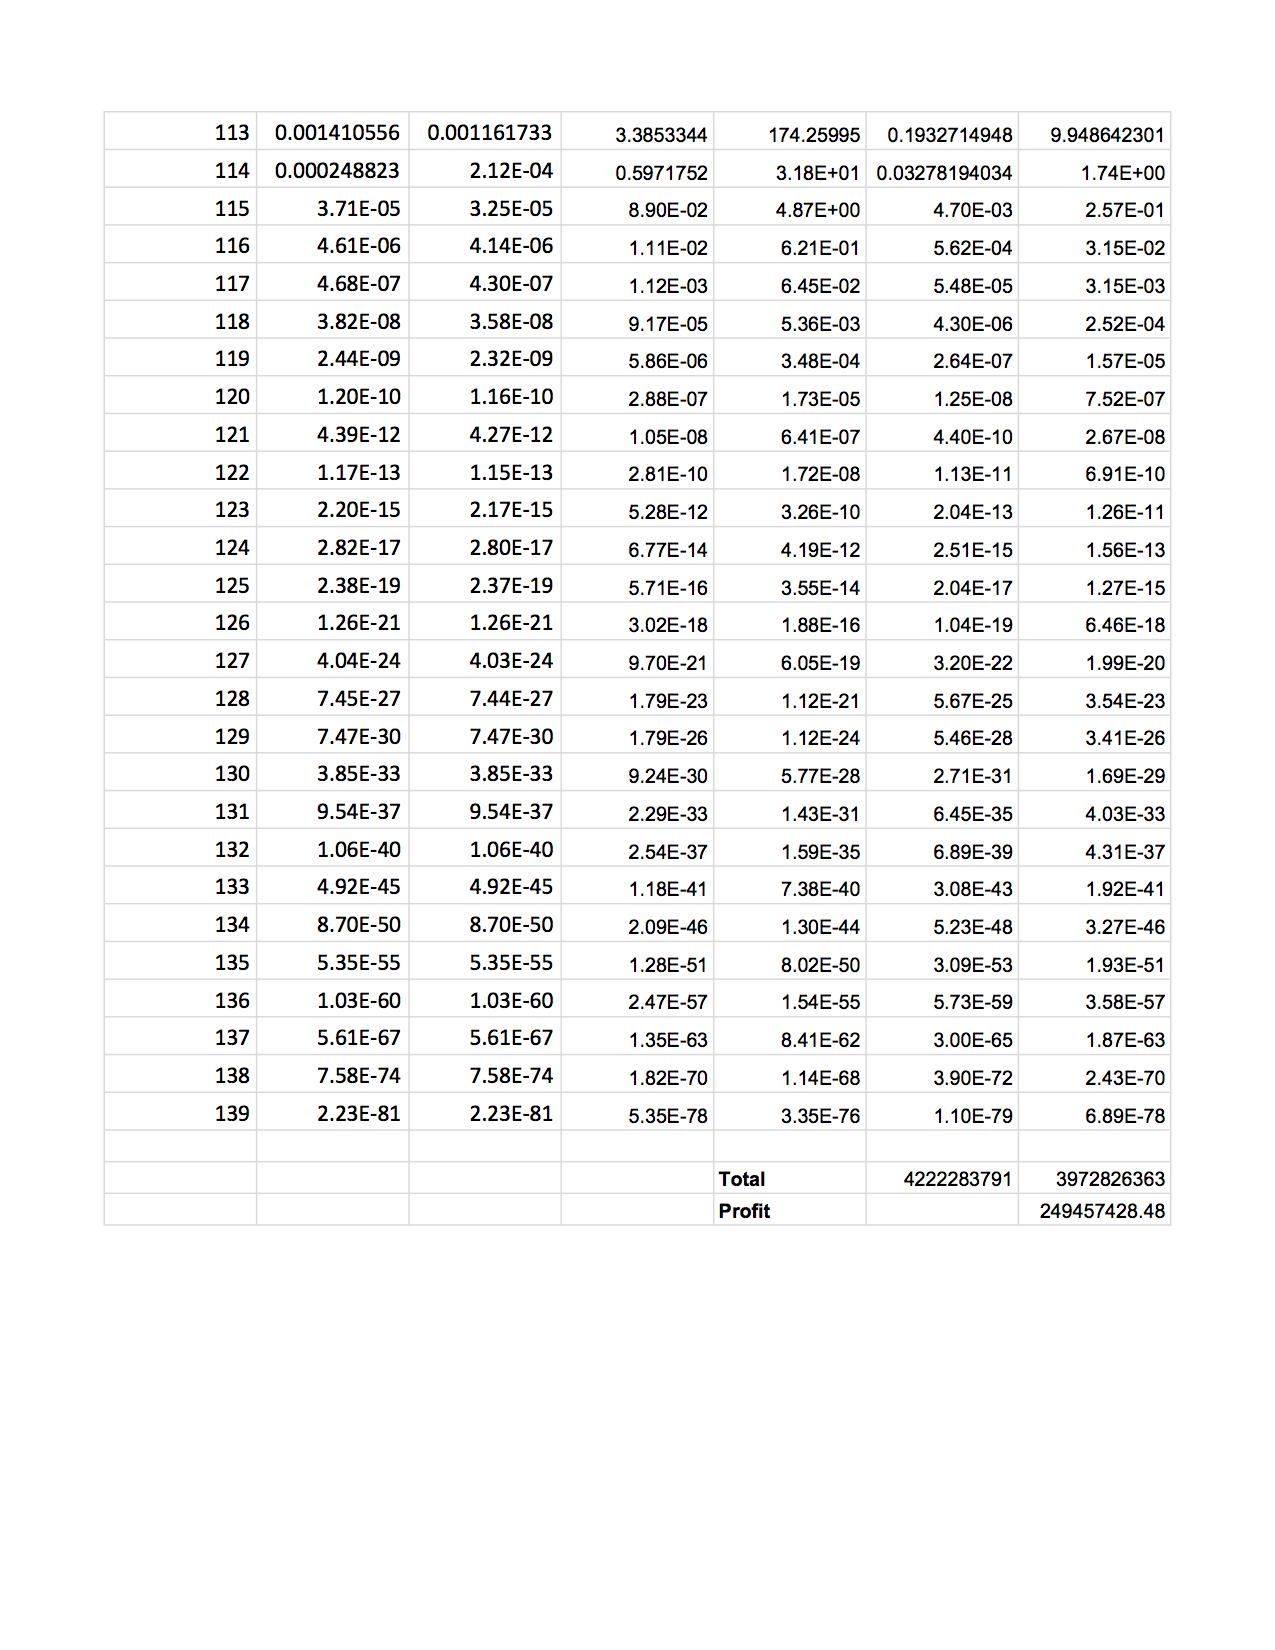 113 0.001410556 0.001161733 3.3853344 174.25995 0.1932714948 9.948642301
114 0.000248823 2.12E-04 0.5971752 3.18E+01 0.03278194034 1.74E+00
115 3.71E-05 3.25E-05 8.90E-02 4.87E+00 4.70E-03 2.57E-01
116 4.61E-06 4.14E-06 1.11E-02 6.21E-01 5.62E-04 3.15E-02
117 4.68E-07 4.30E-07 1.12E-03 6.45E-02 5.48E-05 3.15E-03
118 3.82E-08 3.58E-08 9.17E-05 5.36E-03 4.30E-06 2.52E-04
119 2.44E-09 2.32E-09 5.86E-06 3.48E-04 2.64E-07 1.57E-05
120 1.20E-10 1.16E-10 2.88E-07 1.73E-05 1.25E-08 7.52E-07
121 4.39E-12 4.27E-12 1.05E-08 6.41E-07 4.40E-10 2.67E-08
122 1.17E-13 1.15E-13 2.81E-10 1.72E-08 1.13E-11 6.91E-10
123 2.20E-15 2.17E-15 5.28E-12 3.26E-10 2.04E-13 1.26E-11
124 2.82E-17 2.80E-17 6.77E-14 4.19E-12 2.51E-15 1.56E-13
125 2.38E-19 2.37E-19 5.71E-16 3.55E-14 2.04E-17 1.27E-15
126 1.26E-21 1.26E-21 3.02E-18 1.88E-16 1.04E-19 6.46E-18
127 4.04E-24 4.03E-24 9.70E-21 6.05E-19 3.20E-22 1.99E-20
128 7.45E-27 7.44E-27 1.79E-23 1.12E-21 5.67E-25 3.54E-23
129 7.47E-30 7.47E-30 1.79E-26 1.12E-24 5.46E-28 3.41E-26
130 3.85E-33 3.85E-33 9.24E-30 5.77E-28 2.71E-31 1.69E-29
131 9.54E-37 9.54E-37 2.29E-33 1.43E-31 6.45E-35 4.03E-33
132 1.06E-40 1.06E-40 2.54E-37 1.59E-35 6.89E-39 4.31E-37
133 4.92E-45 4.92E-45 1.18E-41 7.38E-40 3.08E-43 1.92E-41
134 8.70E-50 8.70E-50 2.09E-46 1.30E-44 5.23E-48 3.27E-46
135 5.35E-55 5.35E-55 1.28E-51 8.02E-50 3.09E-53 1.93E-51
136 1.03E-60 1.03E-60 2.47E-57 1.54E-55 5.73E-59 3.58E-57
137 5.61E-67 5.61E-67 1.35E-63 8.41E-62 3.00E-65 1.87E-63
138 7.58E-74 7.58E-74 1.82E-70 1.14E-68 3.90E-72 2.43E-70
139 2.23E-81 2.23E-81 5.35E-78 3.35E-76 1.10E-79 6.89E-78
Total 4222283791 3972826363
Profit 249457428.48